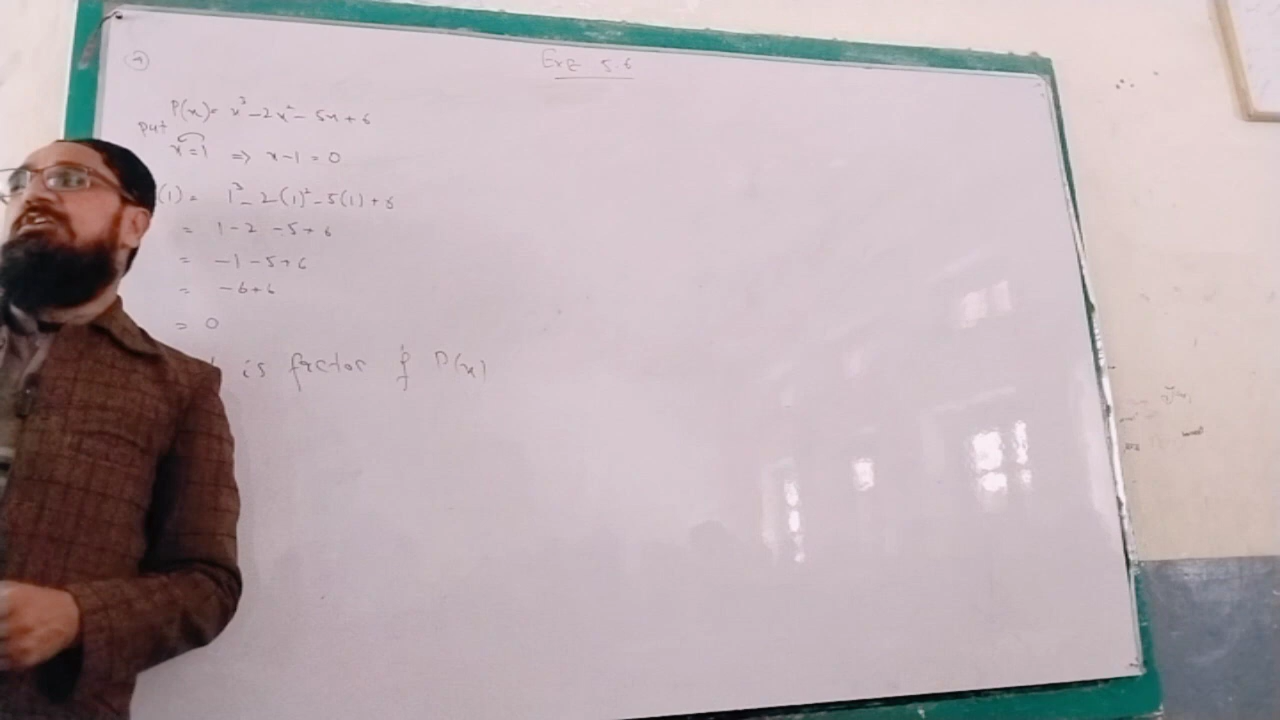 Exe 5.6
P(x) = x³ - 2x² - 5x + 6
put
x = 1 => x - 1 = 0
(1) = 1³ - 2(1)² - 5(1) + 6
= 1 - 2 - 5 + 6
= -1 - 5 + 6
= -6 + 6
= 0
is factor of P(x)